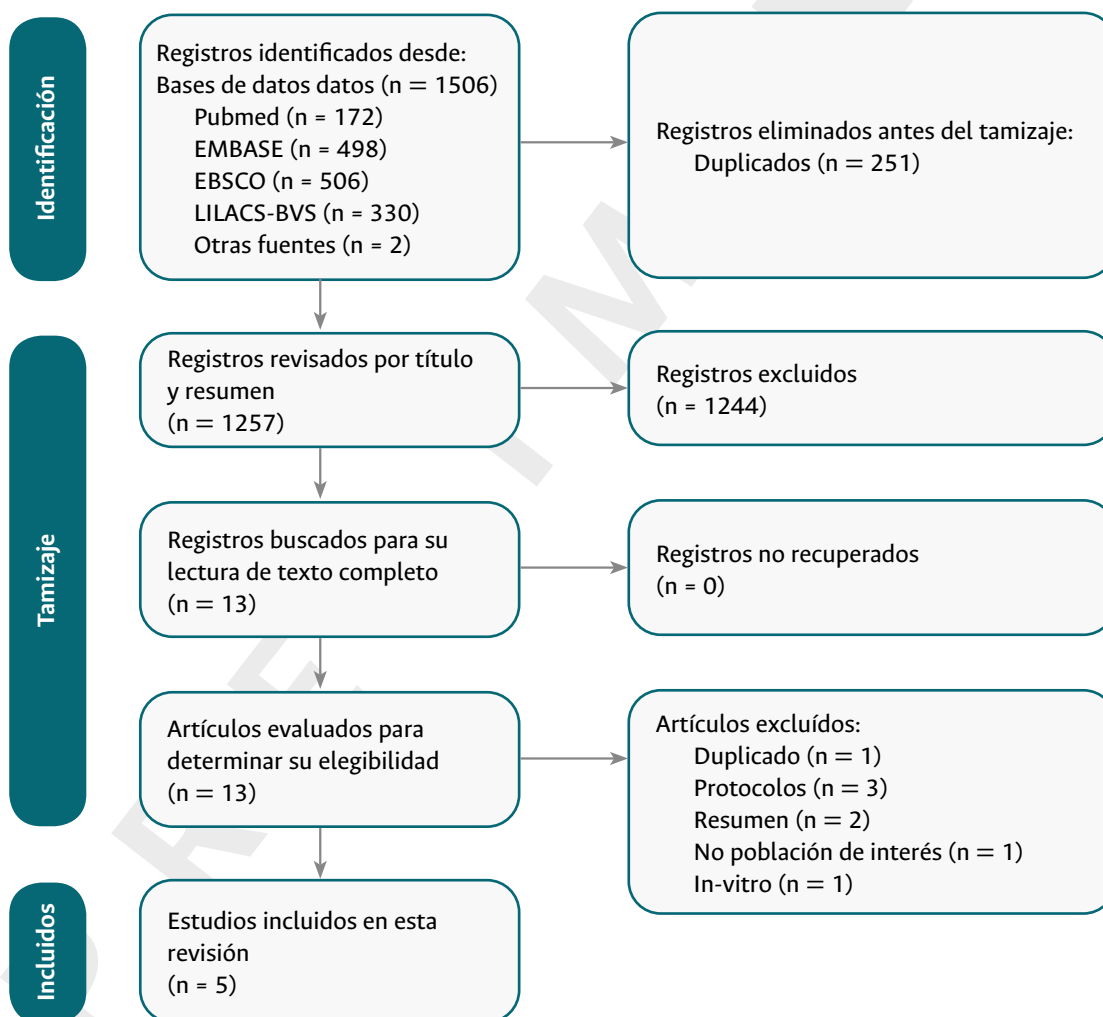 Identificación
Registros identificados desde:
Bases de datos datos (n = 1506)
Pubmed (n = 172)
EMBASE (n = 498)
EBSCO (n = 506)
LILACS-BVS (n = 330)
Otras fuentes (n = 2)
Registros eliminados antes del tamizaje:
Duplicados (n = 251)
Tamizaje
Registros revisados por título
y resumen
(n = 1257)
Registros excluidos
(n = 1244)
Registros buscados para su
lectura de texto completo
(n = 13)
Registros no recuperados
(n = 0)
Artículos evaluados para
determinar su elegibilidad
(n = 13)
Artículos excluídos:
Duplicado (n = 1)
Protocolos (n = 3)
Resumen (n = 2)
No población de interés (n = 1)
In-vitro (n = 1)
Incluidos
Estudios incluidos en esta
revisión
(n = 5)